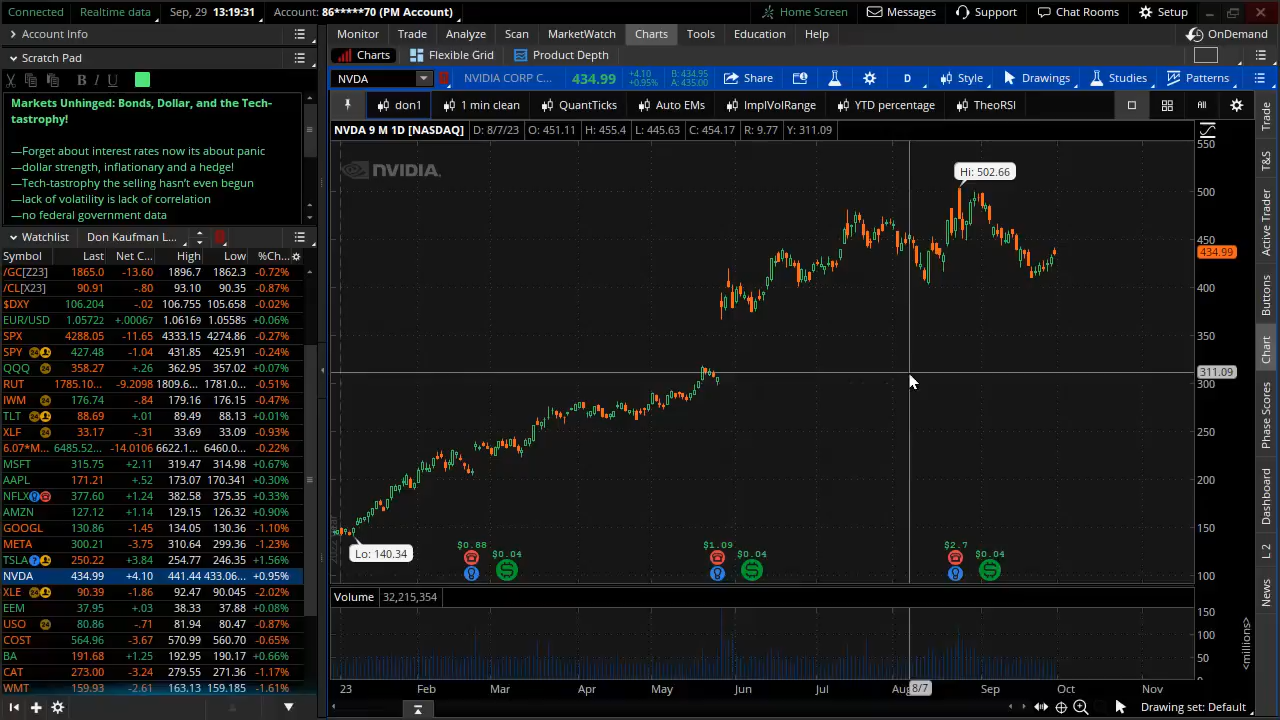 Connected Realtime data Sep, 29 13:19:31 Account: 86*****70 (PM Account) Home Screen Messages Support Chat Rooms Setup
Account Info
Monitor Trade Analyze Scan MarketWatch Charts Tools Education Help OnDemand
Scratch Pad
Charts Flexible Grid Product Depth
B I U
NVDA NVIDIA CORP C... 434.99 +4.10 +0.95% B: 434.95 A: 435.00 Share D Style Drawings Studies Patterns
Markets Unhinged: Bonds, Dollar, and the Tech-
tastrophy!
—Forget about interest rates now its about panic
—dollar strength, inflationary and a hedge!
—Tech-tastrophy the selling hasn't even begun
—lack of volatility is lack of correlation
—no federal government data
don1 1 min clean QuantTicks Auto EMs ImplVolRange YTD percentage TheoRSI All
NVDA 9 M 1D [NASDAQ] D: 8/7/23 O: 451.11 H: 455.4 L: 445.63 C: 454.17 R: 9.77 Y: 311.09
NVIDIA.
Watchlist Don Kaufman L...
Symbol Last Net C... High Low %Ch...
/GC[Z23] 1865.0 -13.60 1896.7 1862.3 -0.72%
/CL[X23] 90.91 -.80 93.10 90.35 -0.87%
$DXY 106.204 -.02 106.755 105.658 -0.02%
EUR/USD 1.0572 +.00067 1.06169 1.05585 +0.06%
SPX 4288.05 -11.65 4333.15 4274.86 -0.27%
SPY 24 427.48 -1.04 431.85 425.91 -0.24%
QQQ 24 358.27 +.26 362.95 357.02 +0.07%
RUT 1785.10... -9.2098 1809.6... 1781.0... -0.51%
IWM 24 176.74 -.84 179.16 176.15 -0.47%
TLT 24 88.69 +.01 89.49 88.13 +0.01%
XLF 24 33.17 -.31 33.69 33.09 -0.93%
6.07*M... 6485.52... -14.0106 6622.1... 6460.0... -0.22%
MSFT 315.75 +2.11 319.47 314.98 +0.67%
AAPL 171.21 +.52 173.07 170.341 +0.30%
NFLX 377.60 +1.24 382.58 375.35 +0.33%
AMZN 127.12 +1.14 129.15 126.32 +0.90%
GOOGL 130.86 -1.45 134.05 130.36 -1.10%
META 300.21 -3.75 310.64 299.36 -1.23%
TSLA 7 250.22 +3.84 254.77 246.35 +1.56%
NVDA 434.99 +4.10 441.44 433.06... +0.95%
XLE 24 90.39 -1.86 92.47 90.045 -2.02%
EEM 37.95 +.03 38.33 37.88 +0.08%
USO 24 80.86 -.71 81.94 80.47 -0.87%
COST 564.96 -3.67 570.99 560.70 -0.65%
BA 191.68 +1.25 192.95 190.17 +0.66%
CAT 273.00 -3.24 279.55 271.36 -1.17%
WMT 159.93 -2.61 163.13 159.185 -1.61%
Hi: 502.66
Lo: 140.34
550
500
450
434.99
400
350
311.09
300
250
200
150
100
$0.88 $0.04 $1.09 $0.04 $2.7 $0.04
Volume 32,215,354
150
100
50
<millions>
23 Feb Mar Apr May Jun Jul Aug 8/7 Sep Oct Nov
Drawing set: Default
Trade
T&S
Active Trader
Buttons
Chart
Phase Scores
Dashboard
L 2
News